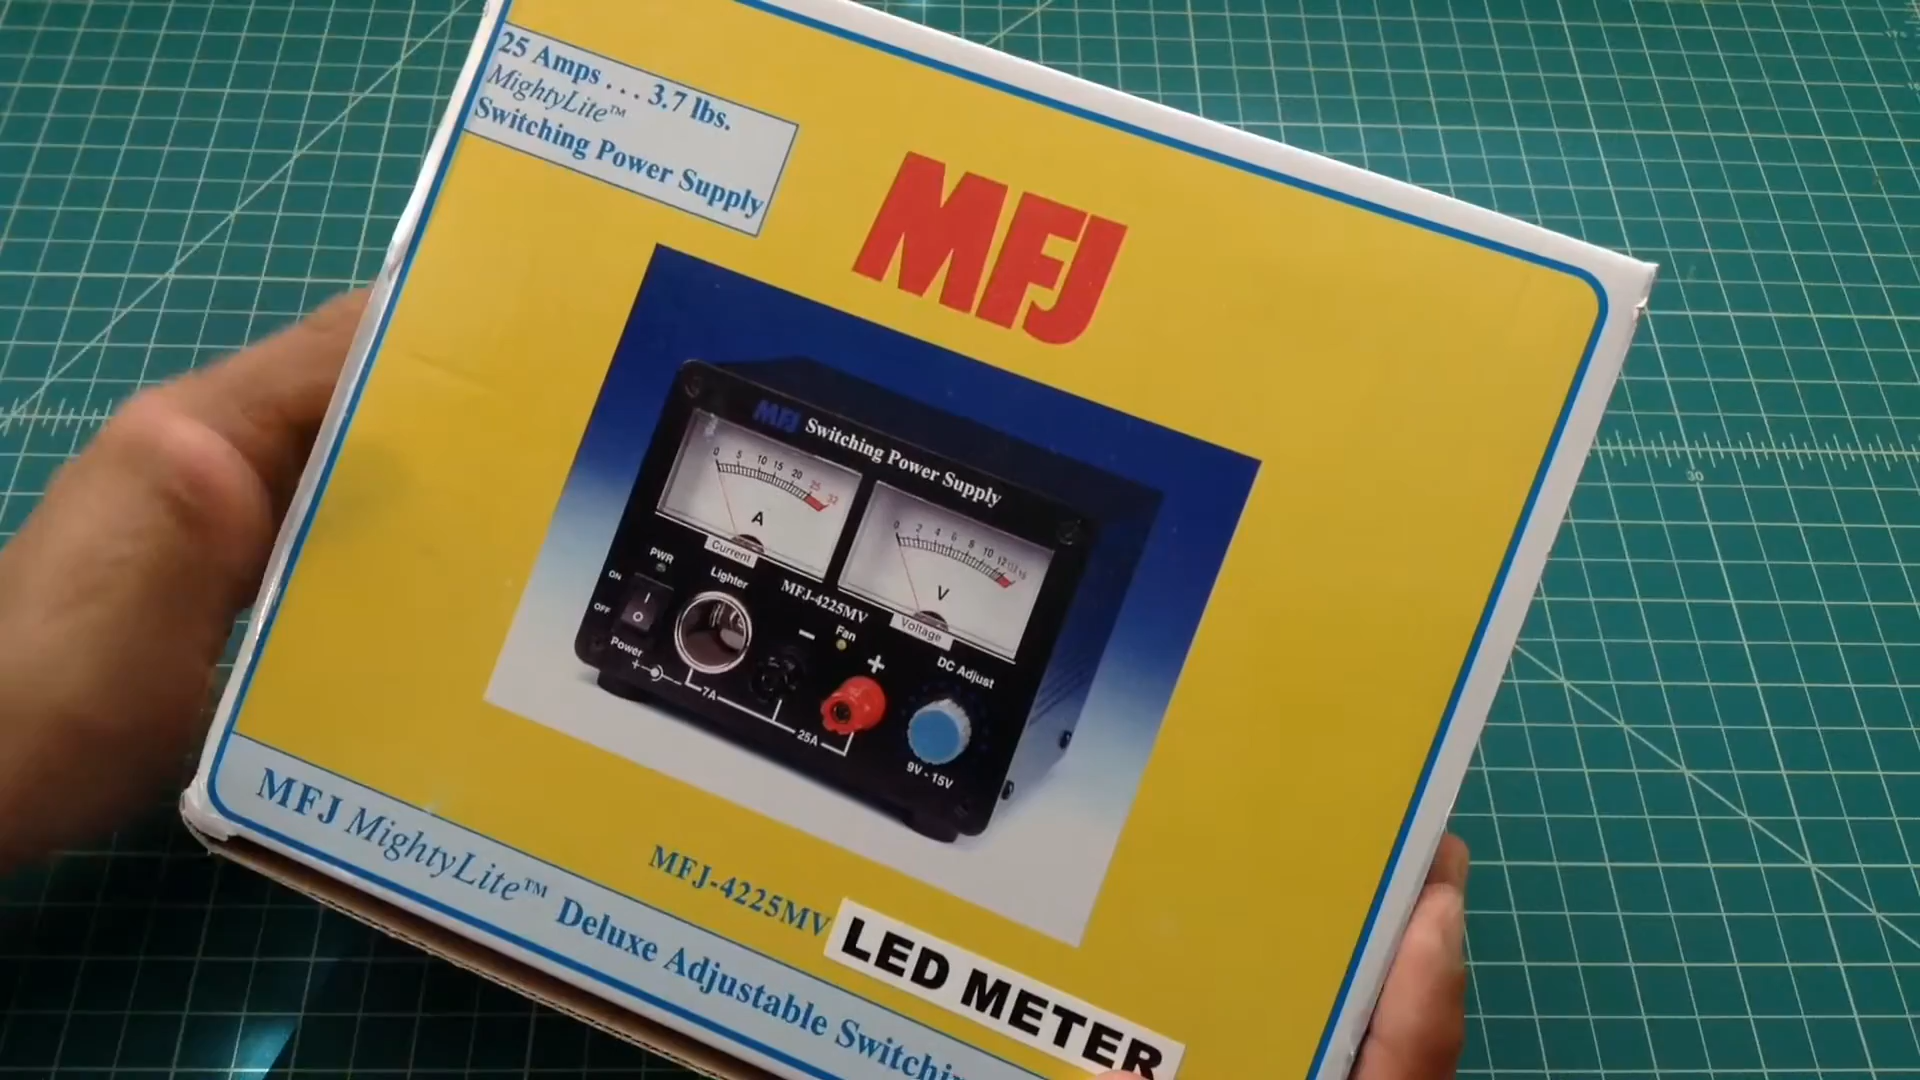 25 Amps . . . 3.7 lbs.
MightyLite™
Switching Power Supply
MFJ
MFJ Switching Power Supply
0 5 10 15 20 25 32
A
Current
0 2 4 6 8 10 12
V
Voltage
PWR
ON
OFF
I
O
Power
Lighter
MFJ-4225MV
Fan
–
+
DC Adjust
+
-
7A
25A
9V - 15V
MFJ-4225MV
LED METER
MFJ MightyLite™ Deluxe Adjustable Switchin
30